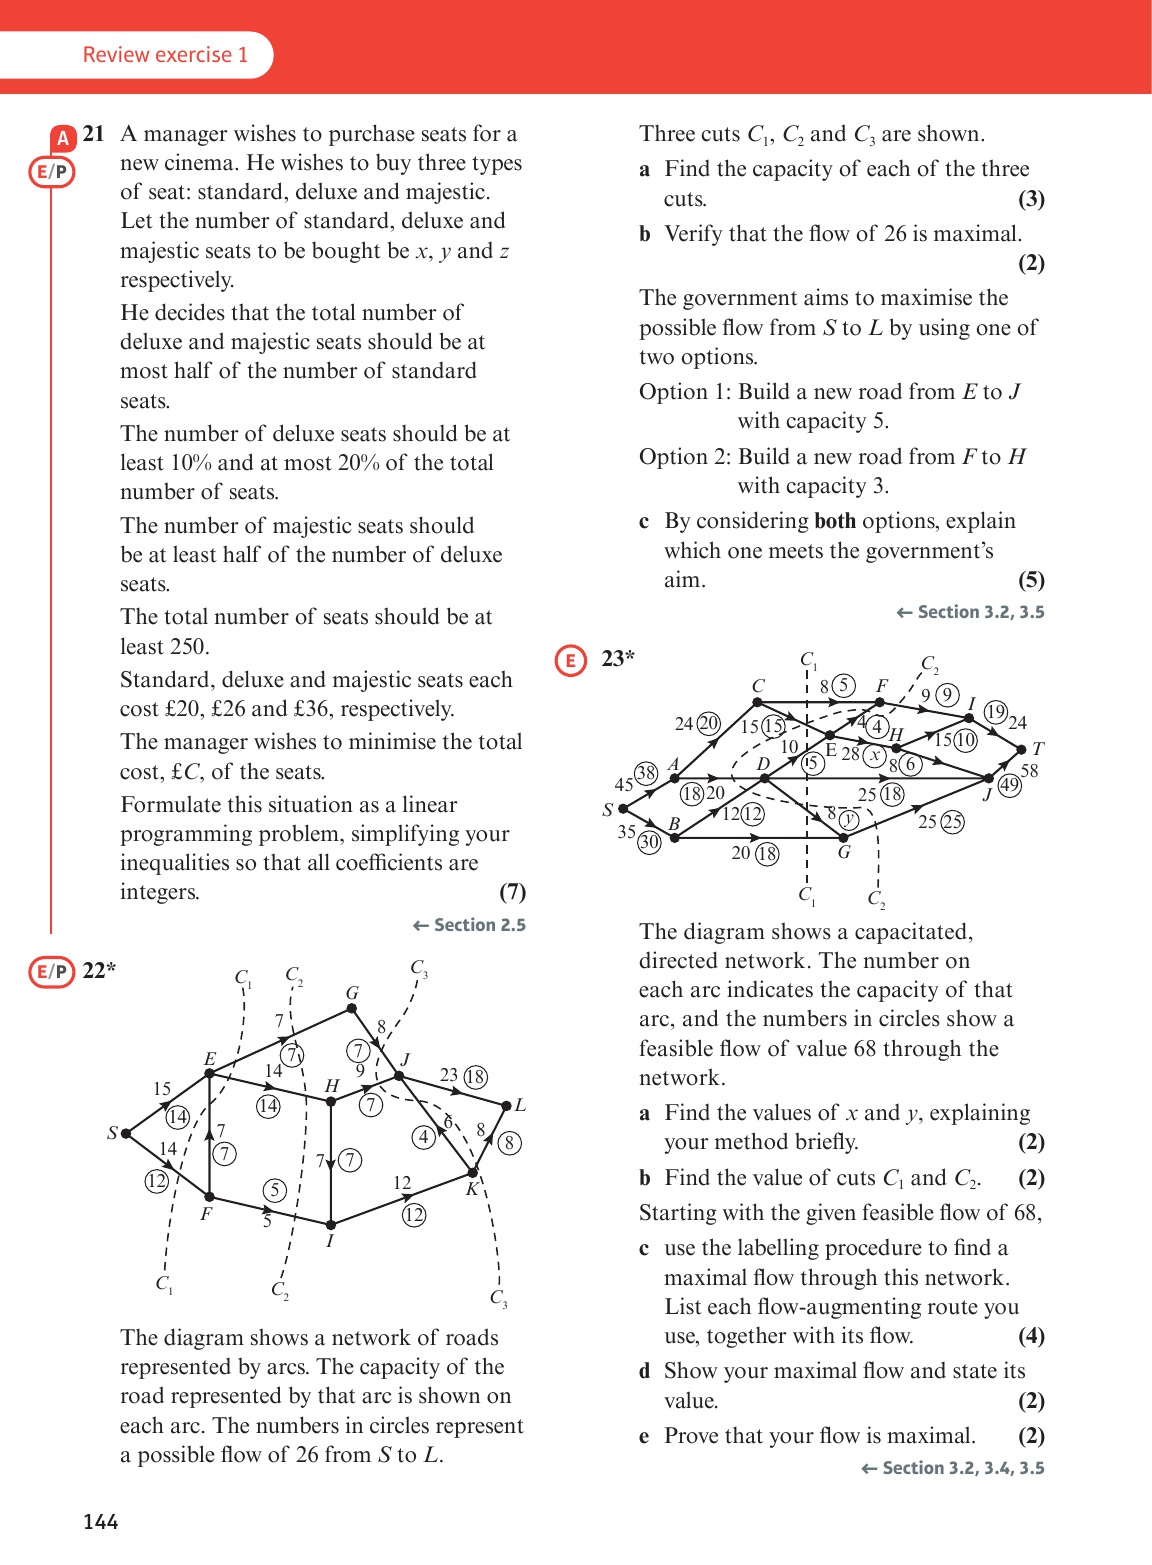 Review exercise 1
A
E/P
21 A manager wishes to purchase seats for a
new cinema. He wishes to buy three types
of seat: standard, deluxe and majestic.
Let the number of standard, deluxe and
majestic seats to be bought be x, y and z
respectively.
He decides that the total number of
deluxe and majestic seats should be at
most half of the number of standard
seats.
The number of deluxe seats should be at
least 10% and at most 20% of the total
number of seats.
The number of majestic seats should
be at least half of the number of deluxe
seats.
The total number of seats should be at
least 250.
Standard, deluxe and majestic seats each
cost £20, £26 and £36, respectively.
The manager wishes to minimise the total
cost, £C, of the seats.
Formulate this situation as a linear
programming problem, simplifying your
inequalities so that all coefficients are
integers. (7)
← Section 2.5
E/P 22*
C₁ C₂ C₃
G
7 8
E 7 7 J
14 9 23 18
15 H L
14 14 7 6 8 8
S 4
14 7 7 7 7
12 5 12 K
F 5 12
I
C₁ C₂ C₃
The diagram shows a network of roads
represented by arcs. The capacity of the
road represented by that arc is shown on
each arc. The numbers in circles represent
a possible flow of 26 from S to L.
144
Three cuts C₁, C₂ and C₃ are shown.
a Find the capacity of each of the three
cuts. (3)
b Verify that the flow of 26 is maximal.
(2)
The government aims to maximise the
possible flow from S to L by using one of
two options.
Option 1: Build a new road from E to J
with capacity 5.
Option 2: Build a new road from F to H
with capacity 3.
c By considering both options, explain
which one meets the government's
aim. (5)
← Section 3.2, 3.5
E 23*
C₁ C₂
C 8 5 F 9 9 I 19
24 20 15 15 4 4 H 15 10 24
10 E 28 x T
38 A D 5 8 6 58
45 18 20 25 18 J 49
S B 12 12 8 y 25 25
35 30 20 18 G
C₁ C₂
The diagram shows a capacitated,
directed network. The number on
each arc indicates the capacity of that
arc, and the numbers in circles show a
feasible flow of value 68 through the
network.
a Find the values of x and y, explaining
your method briefly. (2)
b Find the value of cuts C₁ and C₂. (2)
Starting with the given feasible flow of 68,
c use the labelling procedure to find a
maximal flow through this network.
List each flow-augmenting route you
use, together with its flow. (4)
d Show your maximal flow and state its
value. (2)
e Prove that your flow is maximal. (2)
← Section 3.2, 3.4, 3.5